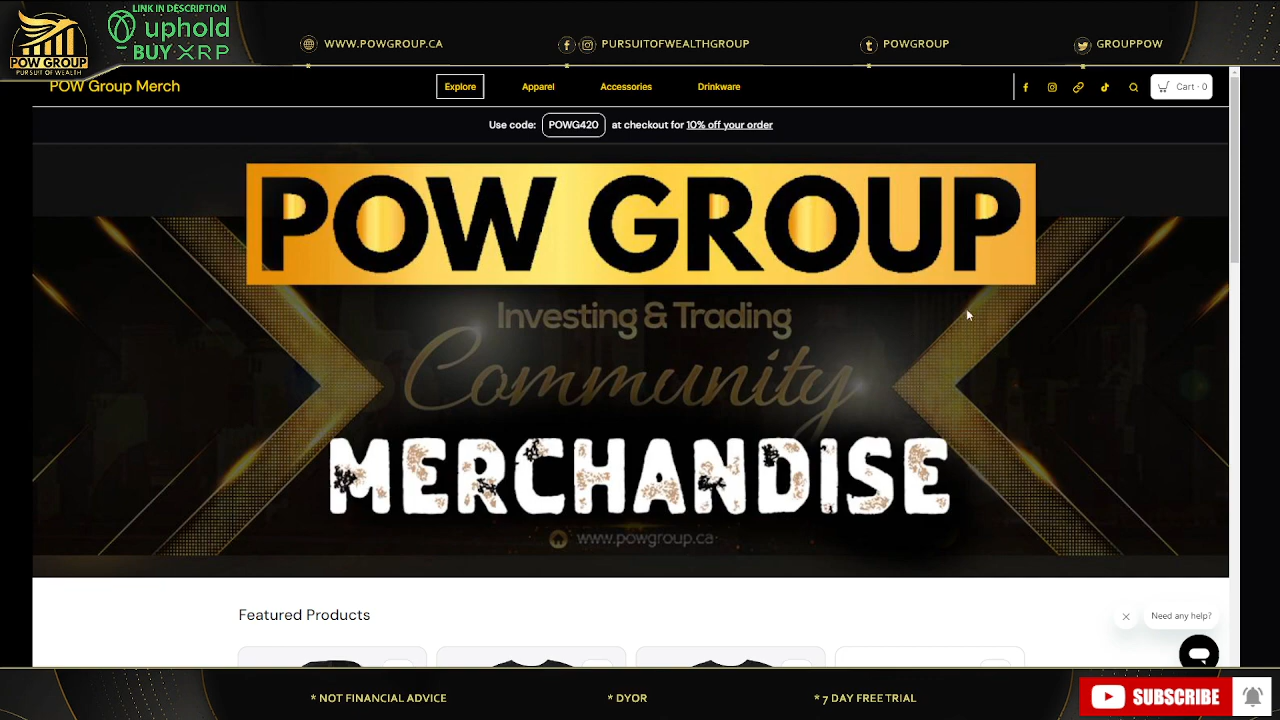 LINK IN DESCRIPTION
uphold
BUY XRP
POW GROUP
PURSUIT OF WEALTH
WWW.POWGROUP.CA
PURSUITOFWEALTHGROUP
POWGROUP
GROUPPOW
POW Group Merch
Explore
Apparel
Accessories
Drinkware
Cart · 0
Use code: POWG420 at checkout for 10% off your order
POW GROUP
Investing & Trading
Community
MERCHANDISE
www.powgroup.ca
Featured Products
Need any help?
* NOT FINANCIAL ADVICE
* DYOR
* 7 DAY FREE TRIAL
SUBSCRIBE